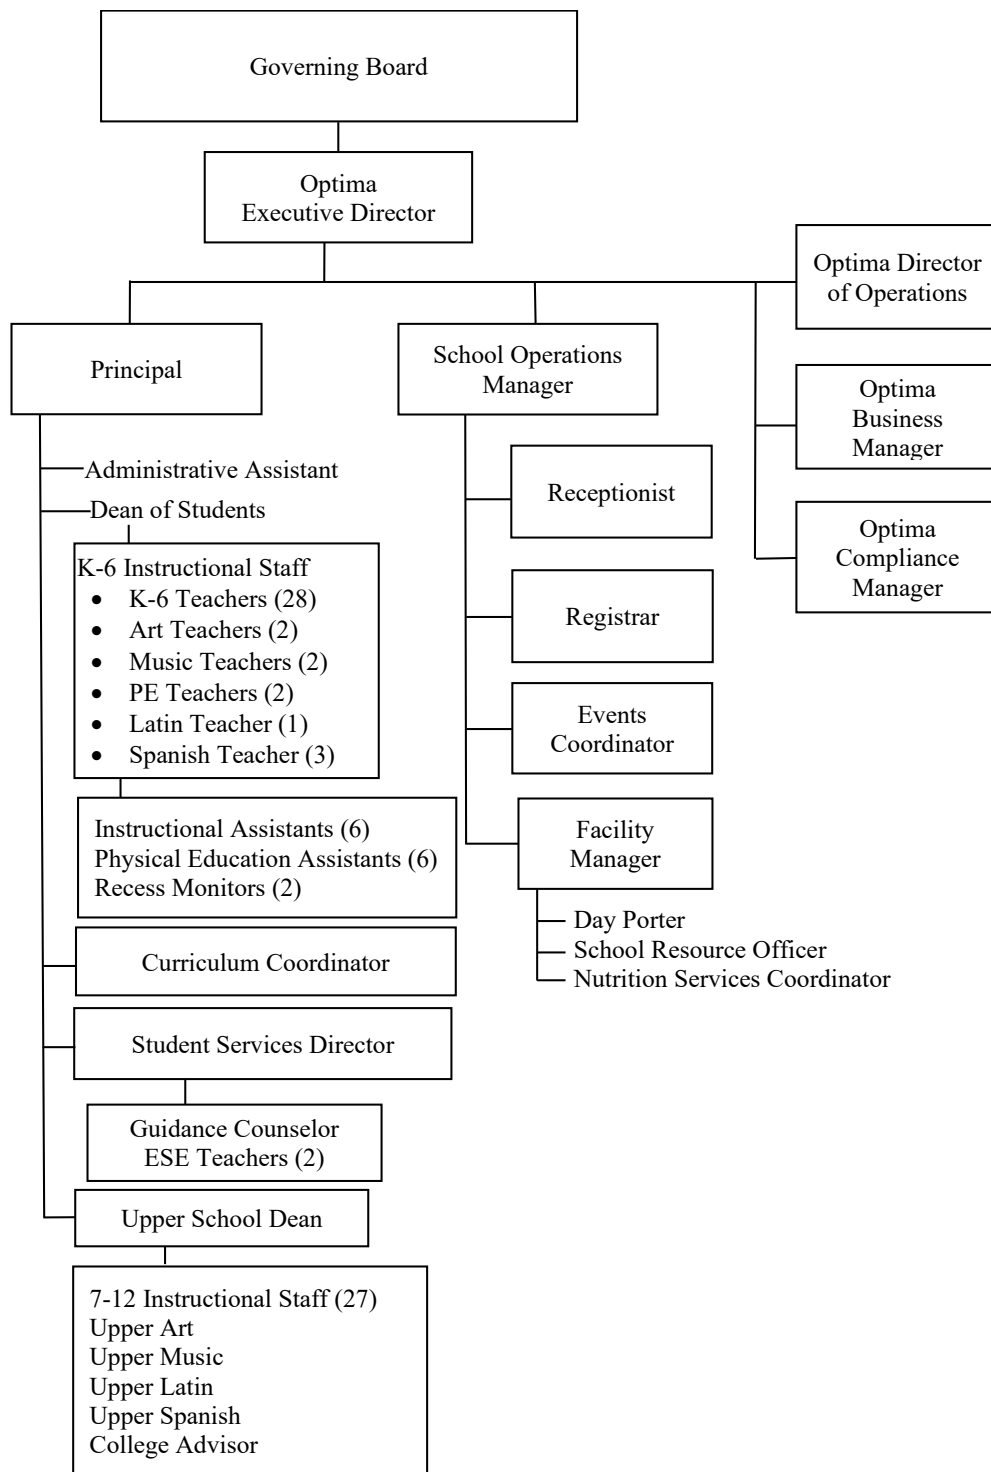 Governing Board
Optima
Executive Director
Optima Director
of Operations
Principal
School Operations
Manager
Optima
Business
Manager
Administrative Assistant
Dean of Students
Receptionist
Optima
Compliance
Manager
K-6 Instructional Staff
• K-6 Teachers (28)
• Art Teachers (2)
• Music Teachers (2)
• PE Teachers (2)
• Latin Teacher (1)
• Spanish Teacher (3)
Registrar
Events
Coordinator
Instructional Assistants (6)
Physical Education Assistants (6)
Recess Monitors (2)
Facility
Manager
Day Porter
School Resource Officer
Nutrition Services Coordinator
Curriculum Coordinator
Student Services Director
Guidance Counselor
ESE Teachers (2)
Upper School Dean
7-12 Instructional Staff (27)
Upper Art
Upper Music
Upper Latin
Upper Spanish
College Advisor